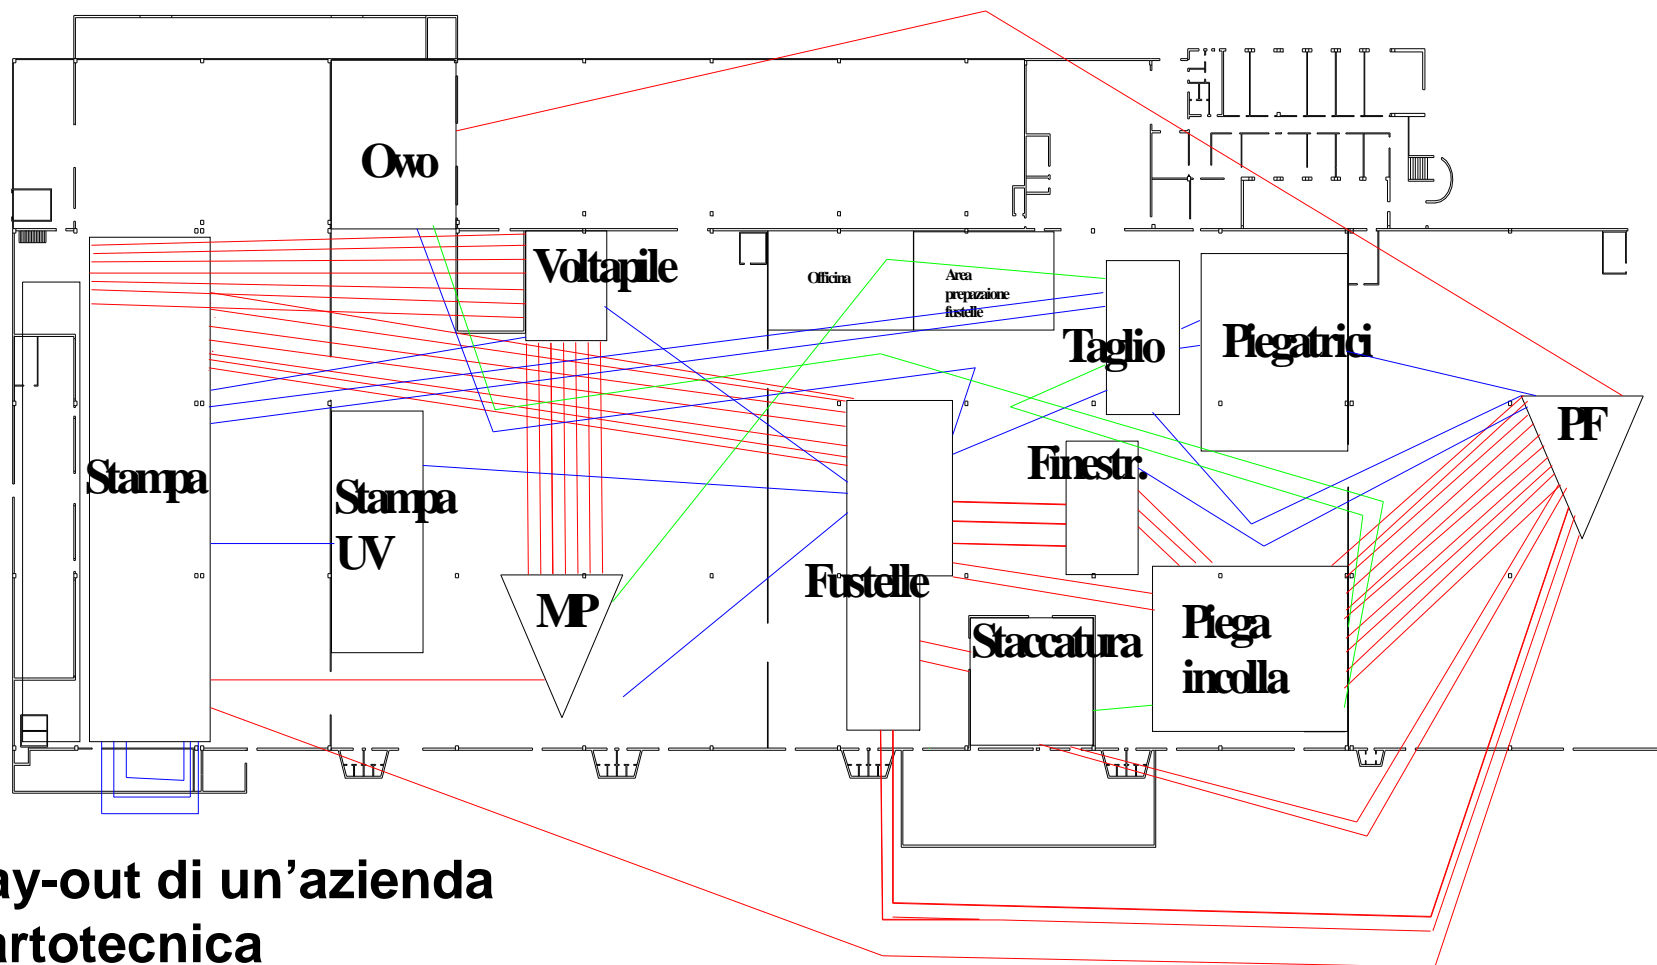 Owo
Voltapile
Officina
Area
prepazaione
fustelle
Taglio
Piegatrici
PF
Stampa
Stampa
UV
Finestr.
MP
Fustelle
Staccatura
Piega
incolla
ay-out di un’azienda
artotecnica